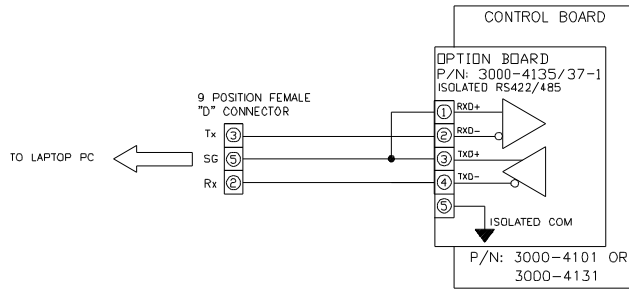 CONTROL BOARD
OPTION BOARD
P/N: 3000-4135/37-1
ISOLATED RS422/485
9 POSITION FEMALE
"D" CONNECTOR
1 RXD+
Tx 3 2 RXD-
TO LAPTOP PC SG 5 3 TXD+
Rx 2 4 TXD-
5
ISOLATED COM
P/N: 3000-4101 OR
3000-4131